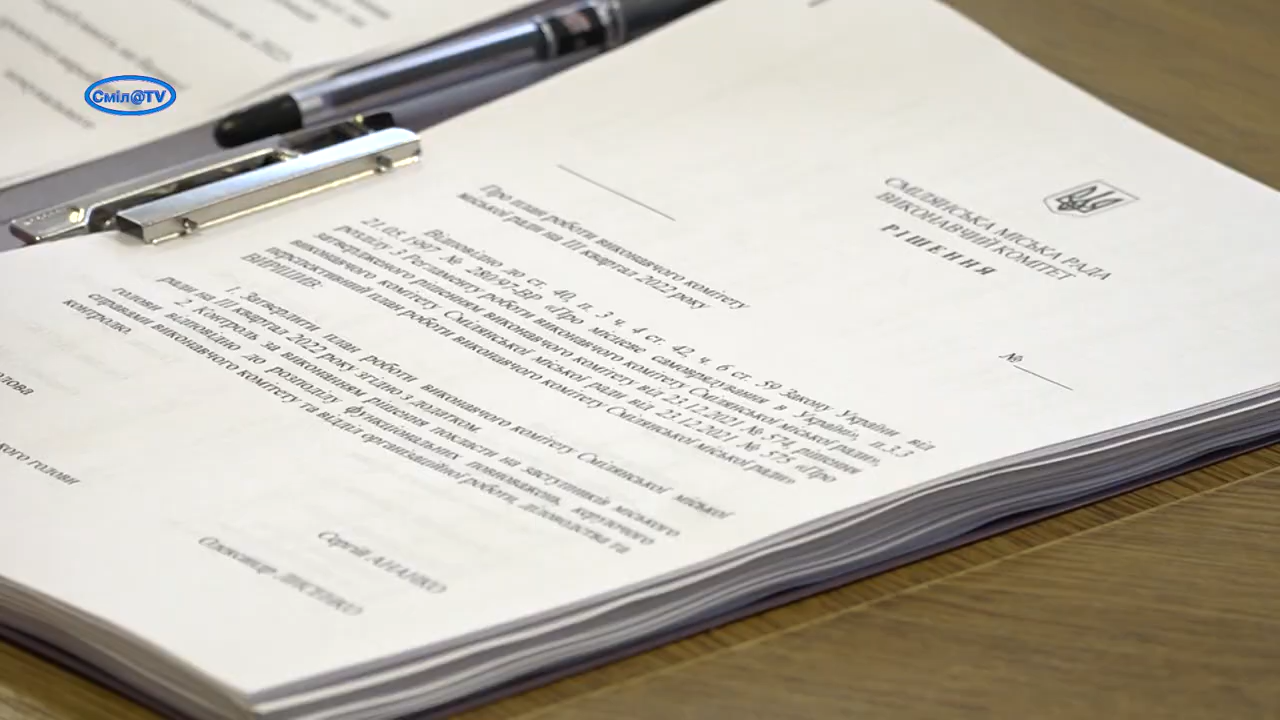 Сміл@TV
СМІЛЯНСЬКА МІСЬКА РАДА
ВИКОНАВЧИЙ КОМІТЕТ
РІШЕННЯ
№
Про план роботи виконавчого комітету
міської ради на ІІІ квартал 2022 року
Відповідно до ст. 40, п. 3 ч. 4 ст. 42, ч. 6 ст. 59 Закону України від
21.05.1997 № 280/97-ВР «Про місцеве самоврядування в Україні», п.3.3
розділу 3 Регламенту роботи виконавчого комітету Смілянської міської ради,
затвердженого рішенням виконавчого комітету від 23.12.2021 № 574, рішення
виконавчого комітету Смілянської міської ради від 23.12.2021 № 575 «Про
перспективний план роботи виконавчого комітету Смілянської міської ради»
ВИРІШИВ:
1. Затвердити план роботи виконавчого комітету Смілянської міської
ради на ІІІ квартал 2022 року згідно з додатком.
2. Контроль за виконанням рішення покласти на заступників міського
голови відповідно до розподілу функціональних повноважень, керуючого
справами виконавчого комітету та відділ організаційної роботи, діловодства та
контролю.
Сергій АНАНКО
голови
Олександр ЛИСЕНКО